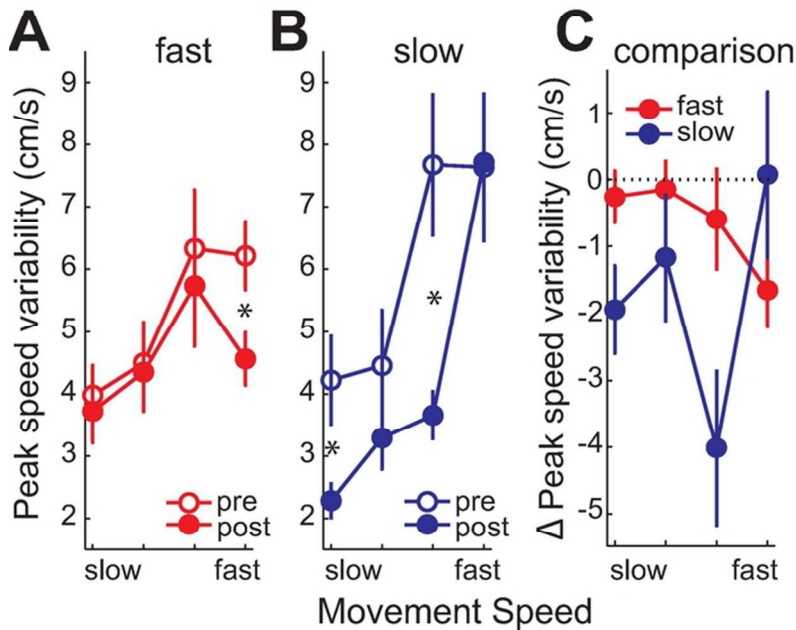 A
fast
Peak speed variability (cm/s)
9
8
7
6
5
4
3
2
*
pre
post
slow
fast
B
slow
9
8
7
6
5
4
3
2
*
*
pre
post
slow
fast
C
comparison
Δ Peak speed variability (cm/s)
1
0
-1
-2
-3
-4
-5
fast
slow
slow
fast
Movement Speed